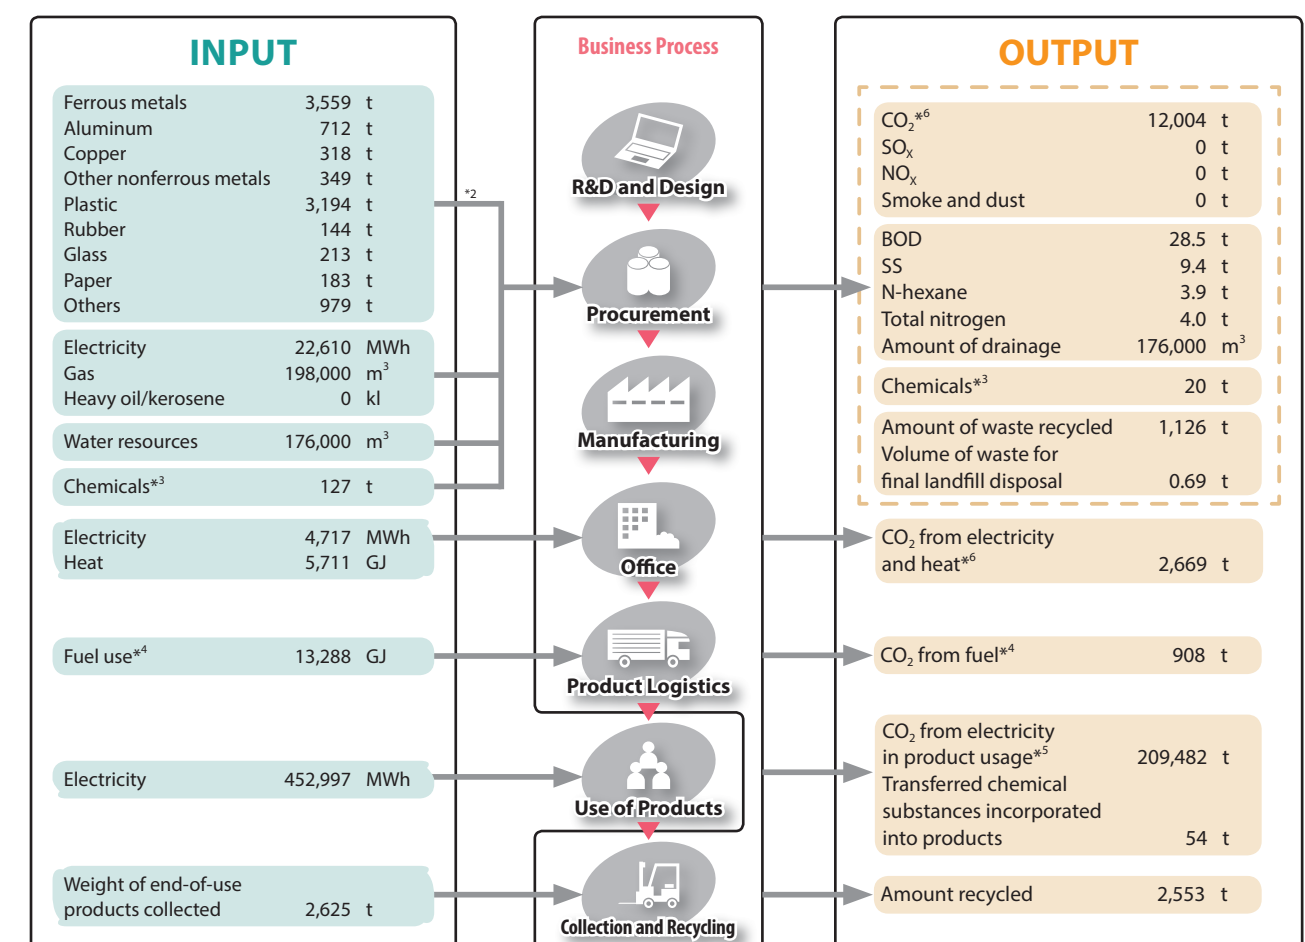 INPUT
Ferrous metals 3,559 t
Aluminum 712 t
Copper 318 t
Other nonferrous metals 349 t
Plastic 3,194 t
Rubber 144 t
Glass 213 t
Paper 183 t
Others 979 t
*2
Electricity 22,610 MWh
Gas 198,000 m³
Heavy oil/kerosene 0 kl
Water resources 176,000 m³
Chemicals*³ 127 t
Electricity 4,717 MWh
Heat 5,711 GJ
Fuel use*⁴ 13,288 GJ
Electricity 452,997 MWh
Weight of end-of-use
products collected 2,625 t
Business Process
R&D and Design
Procurement
Manufacturing
Office
Product Logistics
Use of Products
Collection and Recycling
OUTPUT
CO₂*⁶ 12,004 t
SOX 0 t
NOX 0 t
Smoke and dust 0 t
BOD 28.5 t
SS 9.4 t
N-hexane 3.9 t
Total nitrogen 4.0 t
Amount of drainage 176,000 m³
Chemicals*³ 20 t
Amount of waste recycled 1,126 t
Volume of waste for
final landfill disposal 0.69 t
CO₂ from electricity
and heat*⁶ 2,669 t
CO₂ from fuel*⁴ 908 t
CO₂ from electricity
in product usage*⁵ 209,482 t
Transferred chemical
substances incorporated
into products 54 t
Amount recycled 2,553 t